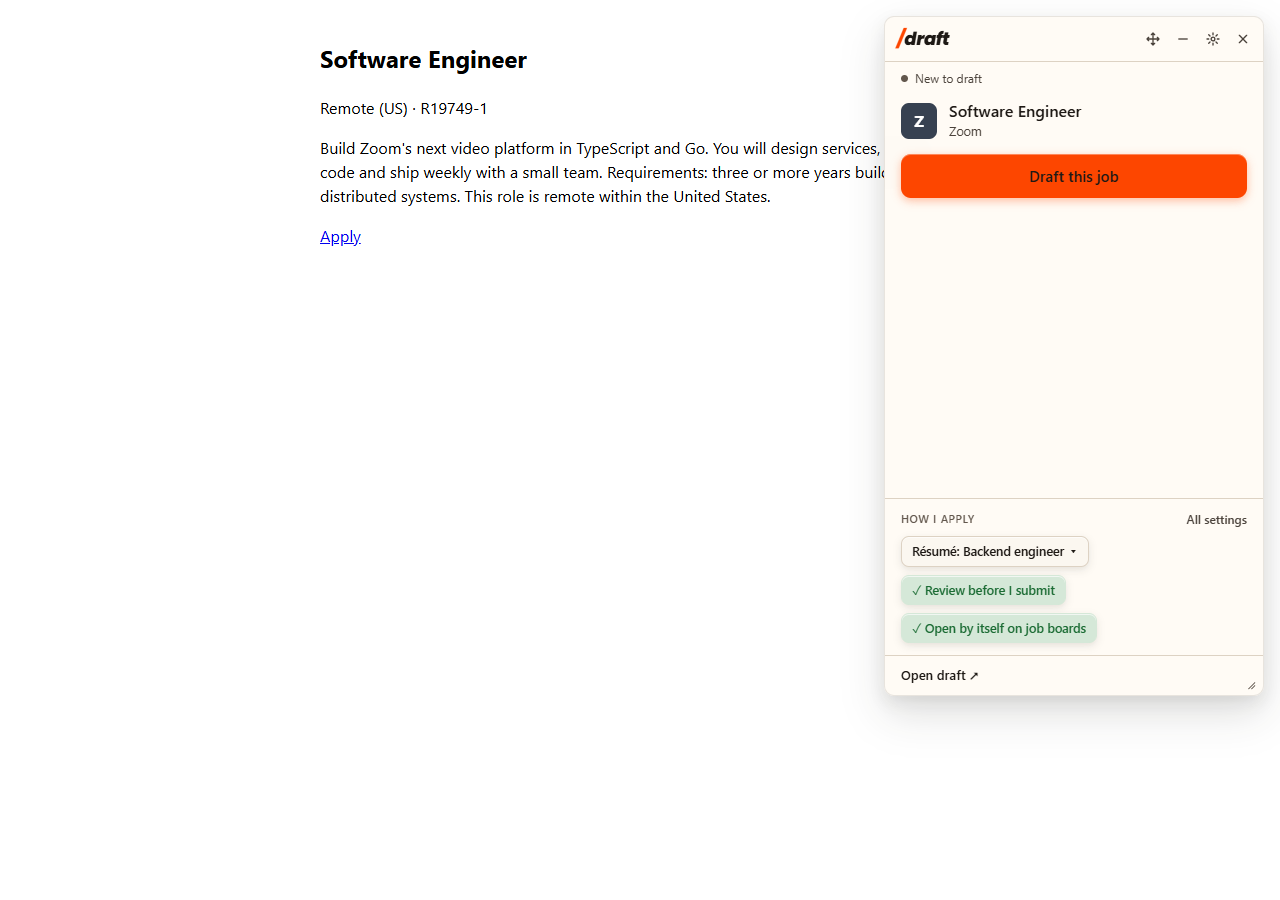 Software Engineer
Remote (US) · R19749-1
Build Zoom's next video platform in TypeScript and Go. You will design services,
code and ship weekly with a small team. Requirements: three or more years
distributed systems. This role is remote within the United States.
Apply
/draft
New to draft
Z
Software Engineer
Zoom
Draft this job
HOW I APPLY
All settings
Résumé: Backend engineer ▾
✓ Review before I submit
✓ Open by itself on job boards
Open draft ↗